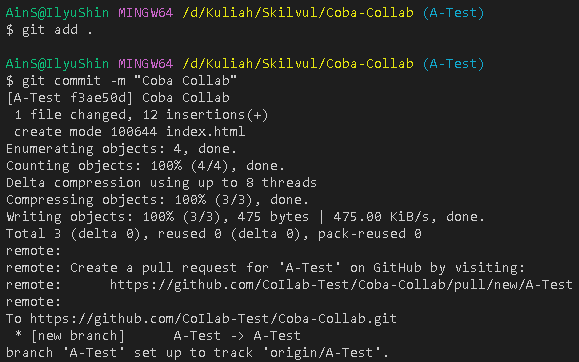 AinS@IlyuShin MINGW64 /d/Kuliah/Skilvul/Coba-Collab (A-Test)
$ git add .
AinS@IlyuShin MINGW64 /d/Kuliah/Skilvul/Coba-Collab (A-Test)
$ git commit -m "Coba Collab"
[A-Test f3ae50d] Coba Collab
1 file changed, 12 insertions(+)
create mode 100644 index.html
Enumerating objects: 4, done.
Counting objects: 100% (4/4), done.
Delta compression using up to 8 threads
Compressing objects: 100% (3/3), done.
Writing objects: 100% (3/3), 475 bytes | 475.00 KiB/s, done.
Total 3 (delta 0), reused 0 (delta 0), pack-reused 0
remote:
remote: Create a pull request for 'A-Test' on GitHub by visiting:
remote:      https://github.com/CoIlab-Test/Coba-Collab/pull/new/A-Test
remote:
To https://github.com/CoIlab-Test/Coba-Collab.git
* [new branch]      A-Test -> A-Test
branch 'A-Test' set up to track 'origin/A-Test'.